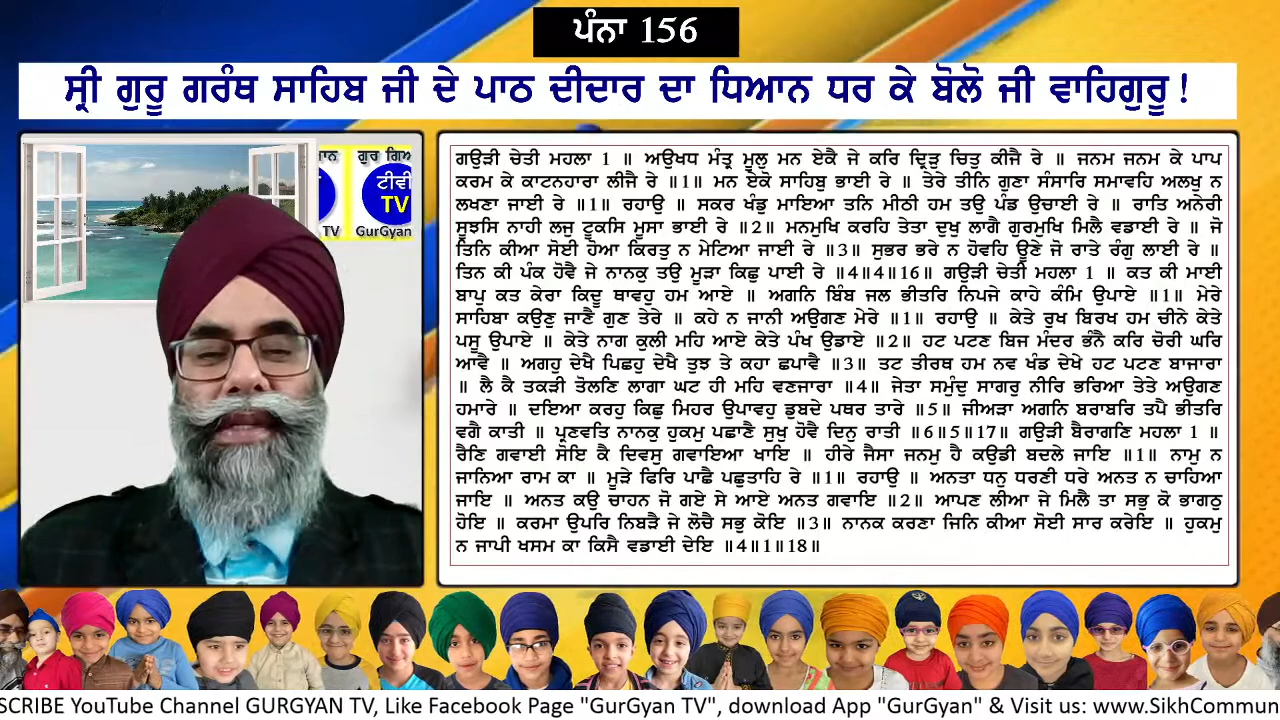 ਪੰਨਾ 156
ਸ੍ਰੀ ਗੁਰੂ ਗਰੰਥ ਸਾਹਿਬ ਜੀ ਦੇ ਪਾਠ ਦੀਦਾਰ ਦਾ ਧਿਆਨ ਧਰ ਕੇ ਬੋਲੋ ਜੀ ਵਾਹਿਗੁਰੂ!
ਗੁਰ ਗਿਅ
ਟੀਵੀ
TV
TV GurGyan
ਗਉੜੀ ਚੇਤੀ ਮਹਲਾ 1 ॥ ਅਉਖਧ ਮੰਤ੍ਰ ਮੂਲੁ ਮਨ ਏਕੈ ਜੇ ਕਰਿ ਦ੍ਰਿੜੁ ਚਿਤੁ ਕੀਜੈ ਰੇ ॥ ਜਨਮ ਜਨਮ ਕੇ ਪਾਪ
ਕਰਮ ਕੇ ਕਾਟਨਹਾਰਾ ਲੀਜੈ ਰੇ ॥1॥ ਮਨ ਏਕੋ ਸਾਹਿਬੁ ਭਾਈ ਰੇ ॥ ਤੇਰੇ ਤੀਨਿ ਗੁਣਾ ਸੰਸਾਰਿ ਸਮਾਵਹਿ ਅਲਖੁ ਨ
ਲਖਣਾ ਜਾਈ ਰੇ ॥1॥ ਰਹਾਉ ॥ ਸਕਰ ਖੰਡੁ ਮਾਇਆ ਤਨਿ ਮੀਠੀ ਹਮ ਤਉ ਪੰਡ ਉਚਾਈ ਰੇ ॥ ਰਾਤਿ ਅਨੇਰੀ
ਸੂਝਸਿ ਨਾਹੀ ਲਜੁ ਟੂਕਸਿ ਮੂਸਾ ਭਾਈ ਰੇ ॥2॥ ਮਨਮੁਖਿ ਕਰਹਿ ਤੇਤਾ ਦੁਖੁ ਲਾਗੈ ਗੁਰਮੁਖਿ ਮਿਲੈ ਵਡਾਈ ਰੇ ॥ ਜੋ
ਤਿਨਿ ਕੀਆ ਸੋਈ ਹੋਆ ਕਿਰਤੁ ਨ ਮੇਟਿਆ ਜਾਈ ਰੇ ॥3॥ ਸੁਭਰ ਭਰੇ ਨ ਹੋਵਹਿ ਊਣੇ ਜੋ ਰਾਤੇ ਰੰਗੁ ਲਾਈ ਰੇ ॥
ਤਿਨ ਕੀ ਪੰਕ ਹੋਵੈ ਜੇ ਨਾਨਕੁ ਤਉ ਮੂੜਾ ਕਿਛੁ ਪਾਈ ਰੇ ॥4॥4॥16॥ ਗਉੜੀ ਚੇਤੀ ਮਹਲਾ 1 ॥ ਕਤ ਕੀ ਮਾਈ
ਬਾਪੁ ਕਤ ਕੇਰਾ ਕਿਦੂ ਥਾਵਹੁ ਹਮ ਆਏ ॥ ਅਗਨਿ ਬਿੰਬ ਜਲ ਭੀਤਰਿ ਨਿਪਜੇ ਕਾਹੇ ਕੰਮਿ ਉਪਾਏ ॥1॥ ਮੇਰੇ
ਸਾਹਿਬਾ ਕਉਣੁ ਜਾਣੈ ਗੁਣ ਤੇਰੇ ॥ ਕਹੇ ਨ ਜਾਨੀ ਅਉਗਣ ਮੇਰੇ ॥1॥ ਰਹਾਉ ॥ ਕੇਤੇ ਰੁਖ ਬਿਰਖ ਹਮ ਚੀਨੇ ਕੇਤੇ
ਪਸੂ ਉਪਾਏ ॥ ਕੇਤੇ ਨਾਗ ਕੁਲੀ ਮਹਿ ਆਏ ਕੇਤੇ ਪੰਖ ਉਡਾਏ ॥2॥ ਹਟ ਪਟਣ ਬਿਜ ਮੰਦਰ ਭੰਨੈ ਕਰਿ ਚੋਰੀ ਘਰਿ
ਆਵੈ ॥ ਅਗਹੁ ਦੇਖੈ ਪਿਛਹੁ ਦੇਖੈ ਤੁਝ ਤੇ ਕਹਾ ਛਪਾਵੈ ॥3॥ ਤਟ ਤੀਰਥ ਹਮ ਨਵ ਖੰਡ ਦੇਖੇ ਹਟ ਪਟਣ ਬਾਜਾਰਾ
॥ ਲੈ ਕੈ ਤਕੜੀ ਤੋਲਣਿ ਲਾਗਾ ਘਟ ਹੀ ਮਹਿ ਵਣਜਾਰਾ ॥4॥ ਜੇਤਾ ਸਮੁੰਦੁ ਸਾਗਰੁ ਨੀਰਿ ਭਰਿਆ ਤੇਤੇ ਅਉਗਣ
ਹਮਾਰੇ ॥ ਦਇਆ ਕਰਹੁ ਕਿਛੁ ਮਿਹਰ ਉਪਾਵਹੁ ਡੁਬਦੇ ਪਥਰ ਤਾਰੇ ॥5॥ ਜੀਅੜਾ ਅਗਨਿ ਬਰਾਬਰਿ ਤਪੈ ਭੀਤਰਿ
ਵਗੈ ਕਾਤੀ ॥ ਪ੍ਰਣਵਤਿ ਨਾਨਕੁ ਹੁਕਮੁ ਪਛਾਣੈ ਸੁਖੁ ਹੋਵੈ ਦਿਨੁ ਰਾਤੀ ॥6॥5॥17॥ ਗਉੜੀ ਬੈਰਾਗਣਿ ਮਹਲਾ 1 ॥
ਰੈਣਿ ਗਵਾਈ ਸੋਇ ਕੈ ਦਿਵਸੁ ਗਵਾਇਆ ਖਾਇ ॥ ਹੀਰੇ ਜੈਸਾ ਜਨਮੁ ਹੈ ਕਉਡੀ ਬਦਲੇ ਜਾਇ ॥1॥ ਨਾਮੁ ਨ
ਜਾਨਿਆ ਰਾਮ ਕਾ ॥ ਮੂੜੇ ਫਿਰਿ ਪਾਛੈ ਪਛੁਤਾਹਿ ਰੇ ॥1॥ ਰਹਾਉ ॥ ਅਨਤਾ ਧਨੁ ਧਰਣੀ ਧਰੇ ਅਨਤ ਨ ਚਾਹਿਆ
ਜਾਇ ॥ ਅਨਤ ਕਉ ਚਾਹਨ ਜੋ ਗਏ ਸੇ ਆਏ ਅਨਤ ਗਵਾਇ ॥2॥ ਆਪਣ ਲੀਆ ਜੇ ਮਿਲੈ ਤਾ ਸਭੁ ਕੋ ਭਾਗਠੁ
ਹੋਇ ॥ ਕਰਮਾ ਉਪਰਿ ਨਿਬੜੈ ਜੇ ਲੋਚੈ ਸਭੁ ਕੋਇ ॥3॥ ਨਾਨਕ ਕਰਣਾ ਜਿਨਿ ਕੀਆ ਸੋਈ ਸਾਰ ਕਰੇਇ ॥ ਹੁਕਮੁ
ਨ ਜਾਪੀ ਖਸਮ ਕਾ ਕਿਸੈ ਵਡਾਈ ਦੇਇ ॥4॥1॥18॥
SCRIBE YouTube Channel GURGYAN TV, Like Facebook Page "GurGyan TV", download App "GurGyan" & Visit us: www.SikhCommun